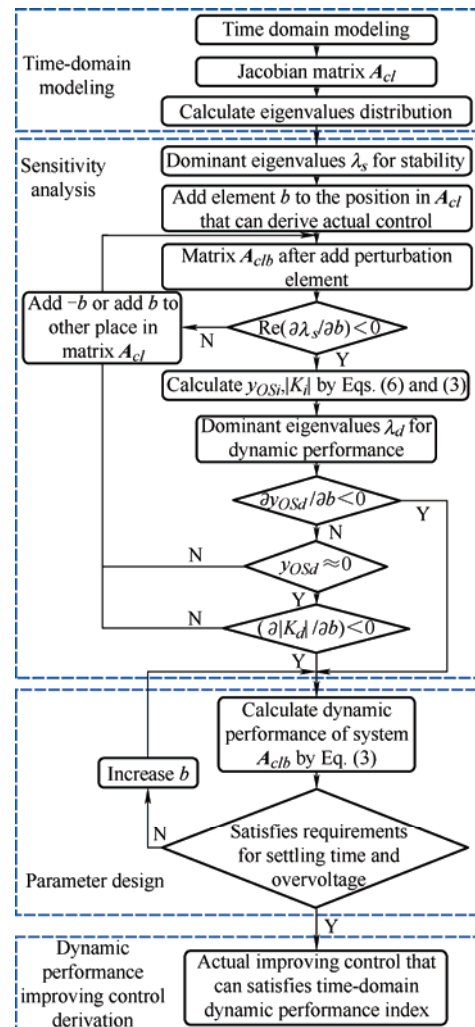 Time domain modeling
Time-domain
modeling
Jacobian matrix A_cl
Calculate eigenvalues distribution
Sensitivity
analysis
Dominant eigenvalues λ_s for stability
Add element b to the position in A_cl
that can derive actual control
Matrix A_clb after add perturbation
element
Add −b or add b to
other place in
matrix A_cl
N
Re(∂λ_s/∂b)<0
Y
Calculate y_OSi,|K_i| by Eqs. (6) and (3)
Dominant eigenvalues λ_d for
dynamic performance
∂y_OSd/∂b<0
Y
N
N
y_OSd≈0
Y
N
(∂|K_d|/∂b)<0
Y
Calculate dynamic
performance of system
A_clb by Eq. (3)
Increase b
N
Satisfies requirements
for settling time and
overvoltage
Parameter design
Y
Dynamic
performance
improving control
derivation
Actual improving control that
can satisfies time-domain
dynamic performance index